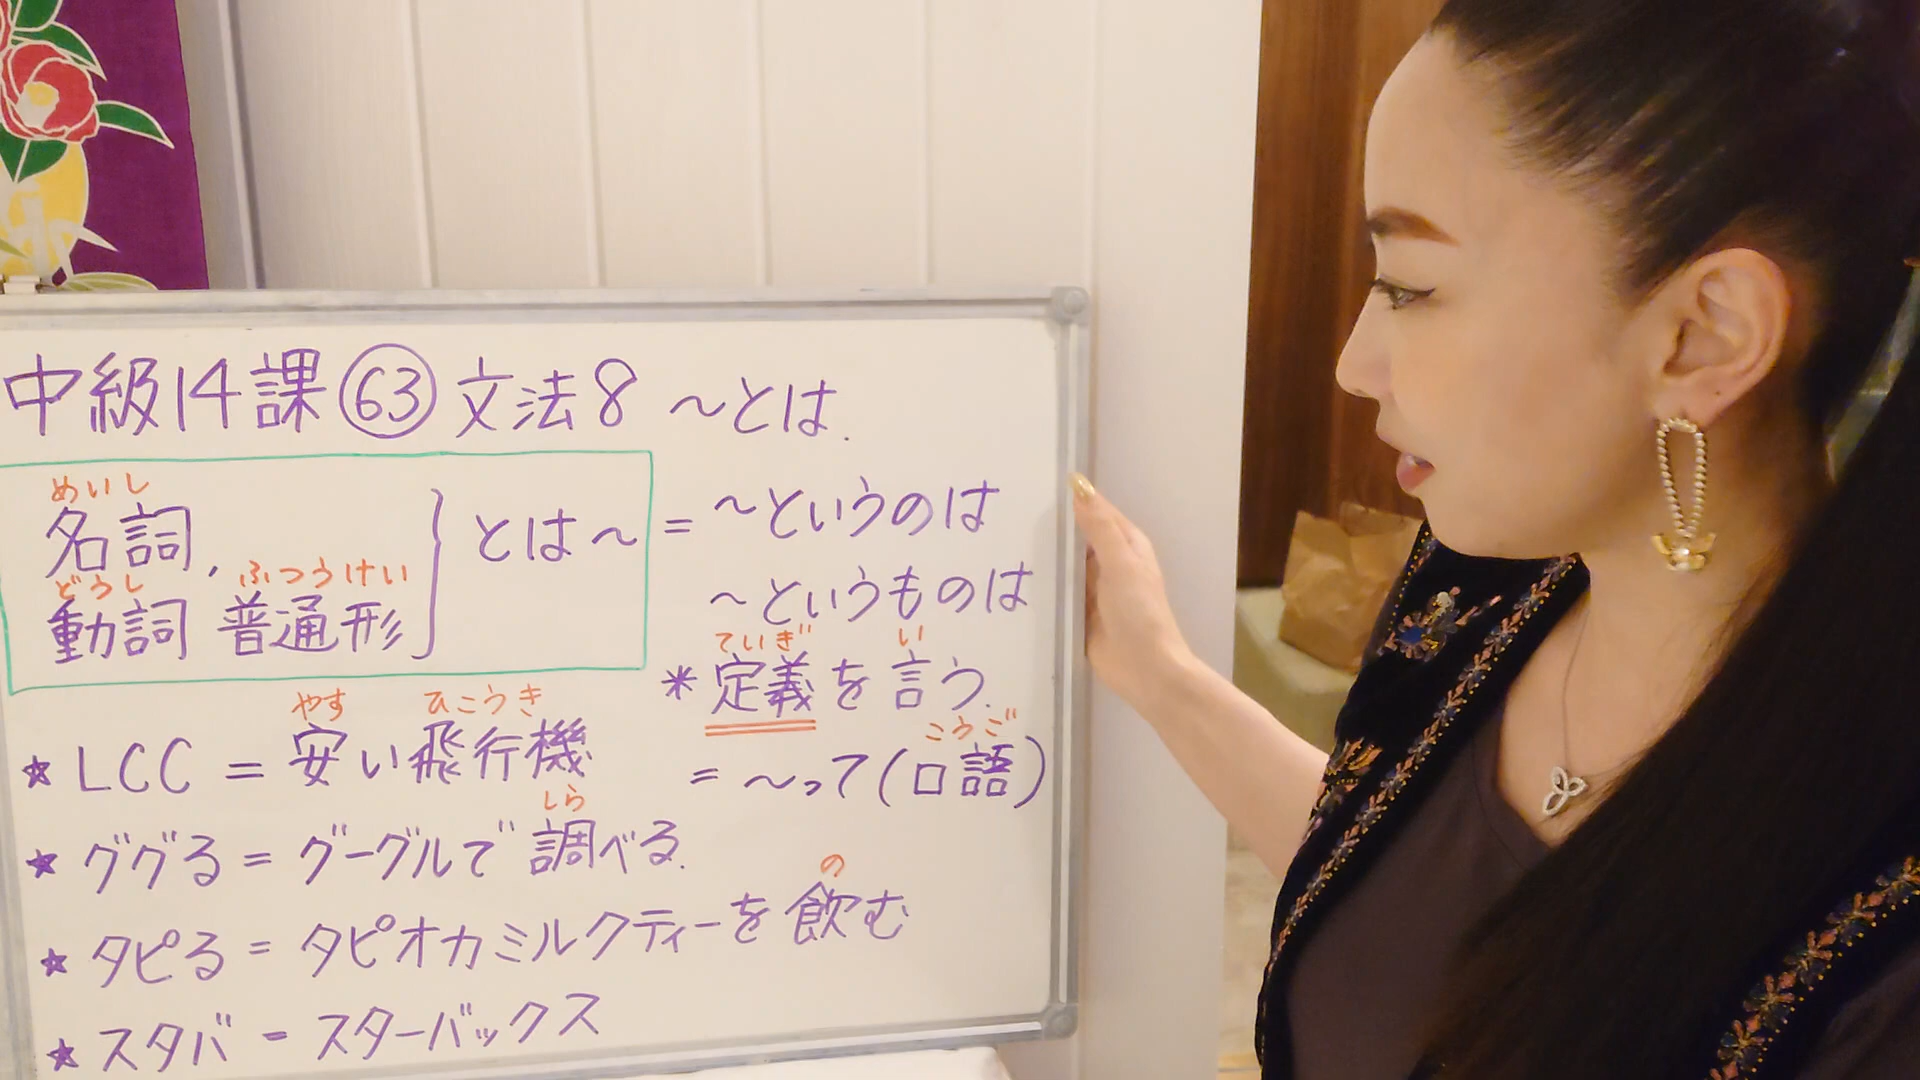 中級14課 63 文法8 〜とは.
めいし
名詞,
どうし ふつうけい
動詞 普通形
とは〜
= 〜というのは
〜というものは
ていぎ い
*定義を言う.
こうご
= 〜って(口語)
やす ひこうき
★ LCC = 安い飛行機
しら
★ ググる = グーグルで調べる.
の
★ タピる = タピオカミルクティーを飲む
★ スタバ = スターバックス